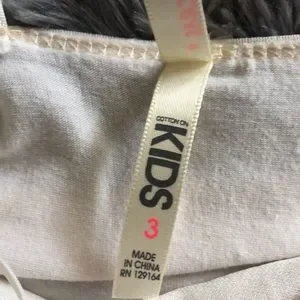 COTTON ON
KIDS
3
MADE
IN CHINA
RN 129164